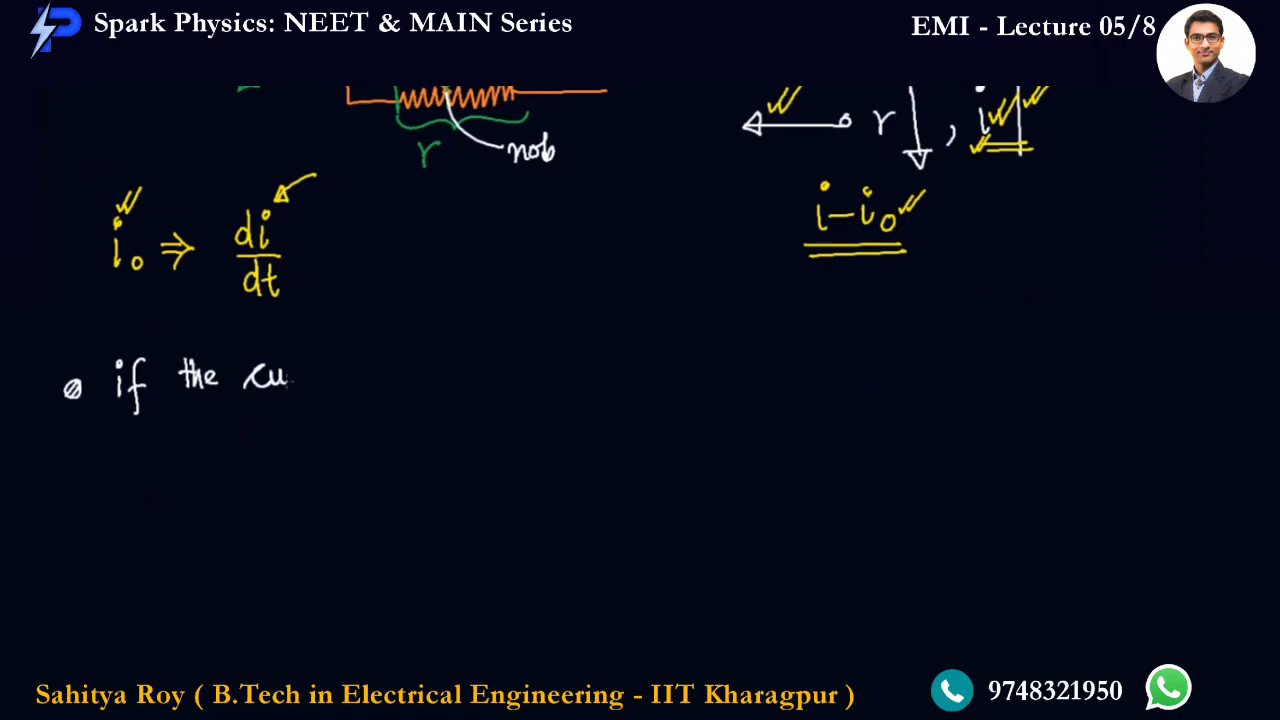 Spark Physics: NEET & MAIN Series
EMI - Lecture 05/8
r
nob
r , i
i - i₀
i₀ ⇒ di/dt
if the cu
Sahitya Roy ( B.Tech in Electrical Engineering - IIT Kharagpur )
9748321950